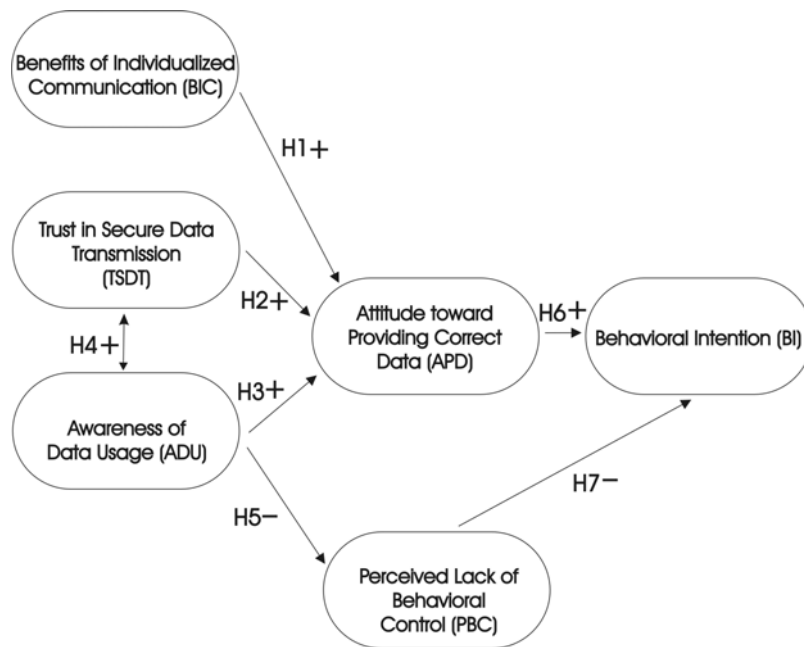 Benefits of Individualized
Communication (BIC)
H1+
Trust in Secure Data
Transmission
(TSDT)
H2+
Attitude toward
Providing Correct
Data (APD)
H6+
Behavioral Intention (BI)
H4+
H3+
Awareness of
Data Usage (ADU)
H5-
H7-
Perceived Lack of
Behavioral
Control (PBC)